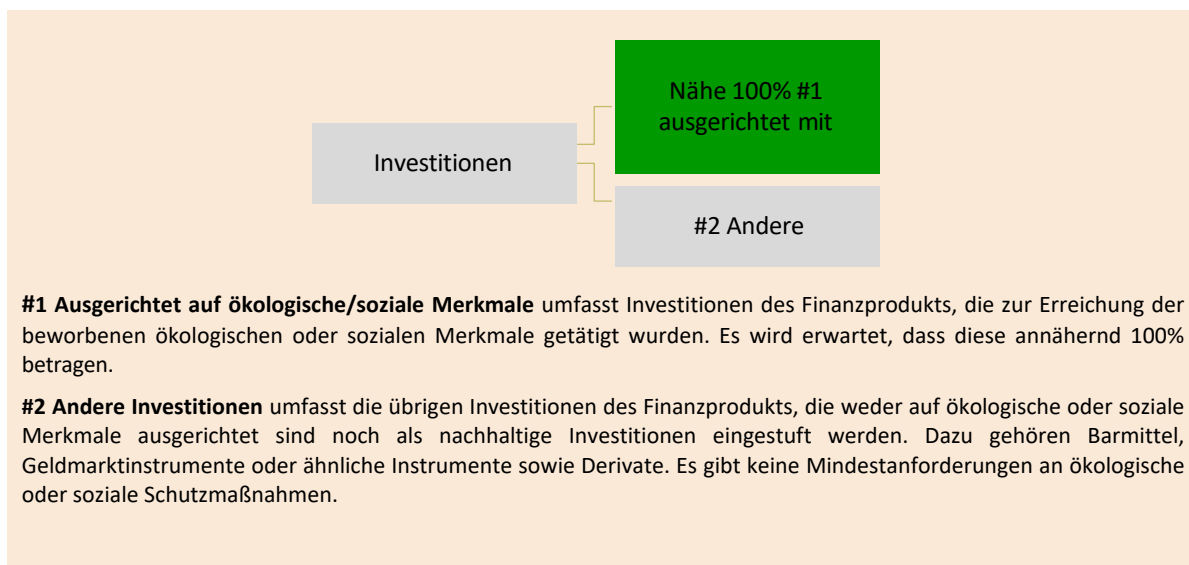 Nähe 100% #1
ausgerichtet mit
Investitionen
#2 Andere
#1 Ausgerichtet auf ökologische/soziale Merkmale umfasst Investitionen des Finanzprodukts, die zur Erreichung der
beworbenen ökologischen oder sozialen Merkmale getätigt wurden. Es wird erwartet, dass diese annähernd 100%
betragen.
#2 Andere Investitionen umfasst die übrigen Investitionen des Finanzprodukts, die weder auf ökologische oder soziale
Merkmale ausgerichtet sind noch als nachhaltige Investitionen eingestuft werden. Dazu gehören Barmittel,
Geldmarktinstrumente oder ähnliche Instrumente sowie Derivate. Es gibt keine Mindestanforderungen an ökologische
oder soziale Schutzmaßnahmen.